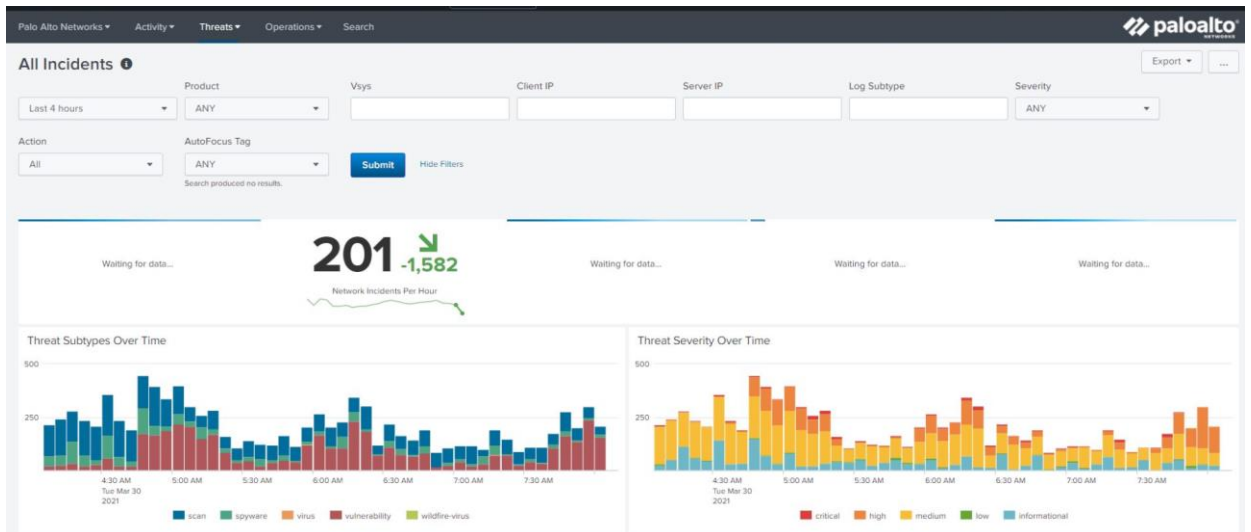 Palo Alto Networks Activity Threats Operations Search paloalto NETWORKS
All Incidents Export ...
Product Vsys Client IP Server IP Log Subtype Severity
Last 4 hours ANY ANY
Action AutoFocus Tag
All ANY Submit Hide Filters
Search produced no results.
Waiting for data... 201 -1,582 Waiting for data... Waiting for data... Waiting for data...
Network Incidents Per Hour
Threat Subtypes Over Time
500
250
4:30 AM 5:00 AM 5:30 AM 6:00 AM 6:30 AM 7:00 AM 7:30 AM
Tue Mar 30
2021
scan spyware virus vulnerability wildfire-virus
Threat Severity Over Time
500
250
4:30 AM 5:00 AM 5:30 AM 6:00 AM 6:30 AM 7:00 AM 7:30 AM
Tue Mar 30
2021
critical high medium low informational